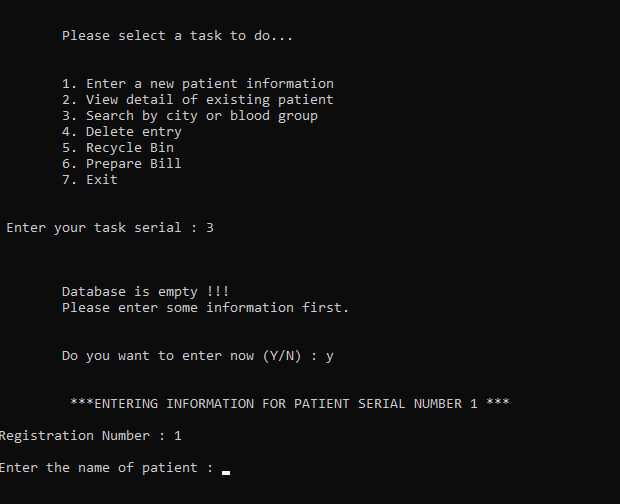 Please select a task to do...
1. Enter a new patient information
2. View detail of existing patient
3. Search by city or blood group
4. Delete entry
5. Recycle Bin
6. Prepare Bill
7. Exit
Enter your task serial : 3
Database is empty !!!
Please enter some information first.
Do you want to enter now (Y/N) : y
***ENTERING INFORMATION FOR PATIENT SERIAL NUMBER 1 ***
Registration Number : 1
Enter the name of patient :